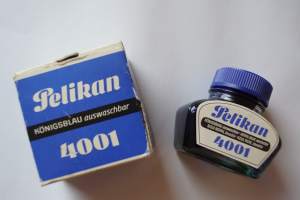 Pelikan
KÖNIGSBLAU auswaschbar
4001
Pelikan
4001